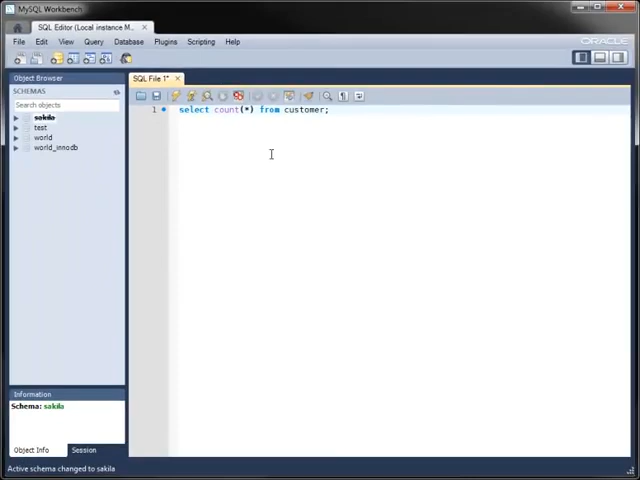 MySQL Workbench
SQL Editor (Local instance M... ×
File Edit View Query Database Plugins Scripting Help
ORACLE
Object Browser
SCHEMAS
Search objects
sakila
test
world
world_innodb
SQL File 1* ×
1 select count(*) from customer;
Information
Schema: sakila
Object Info Session
Active schema changed to sakila